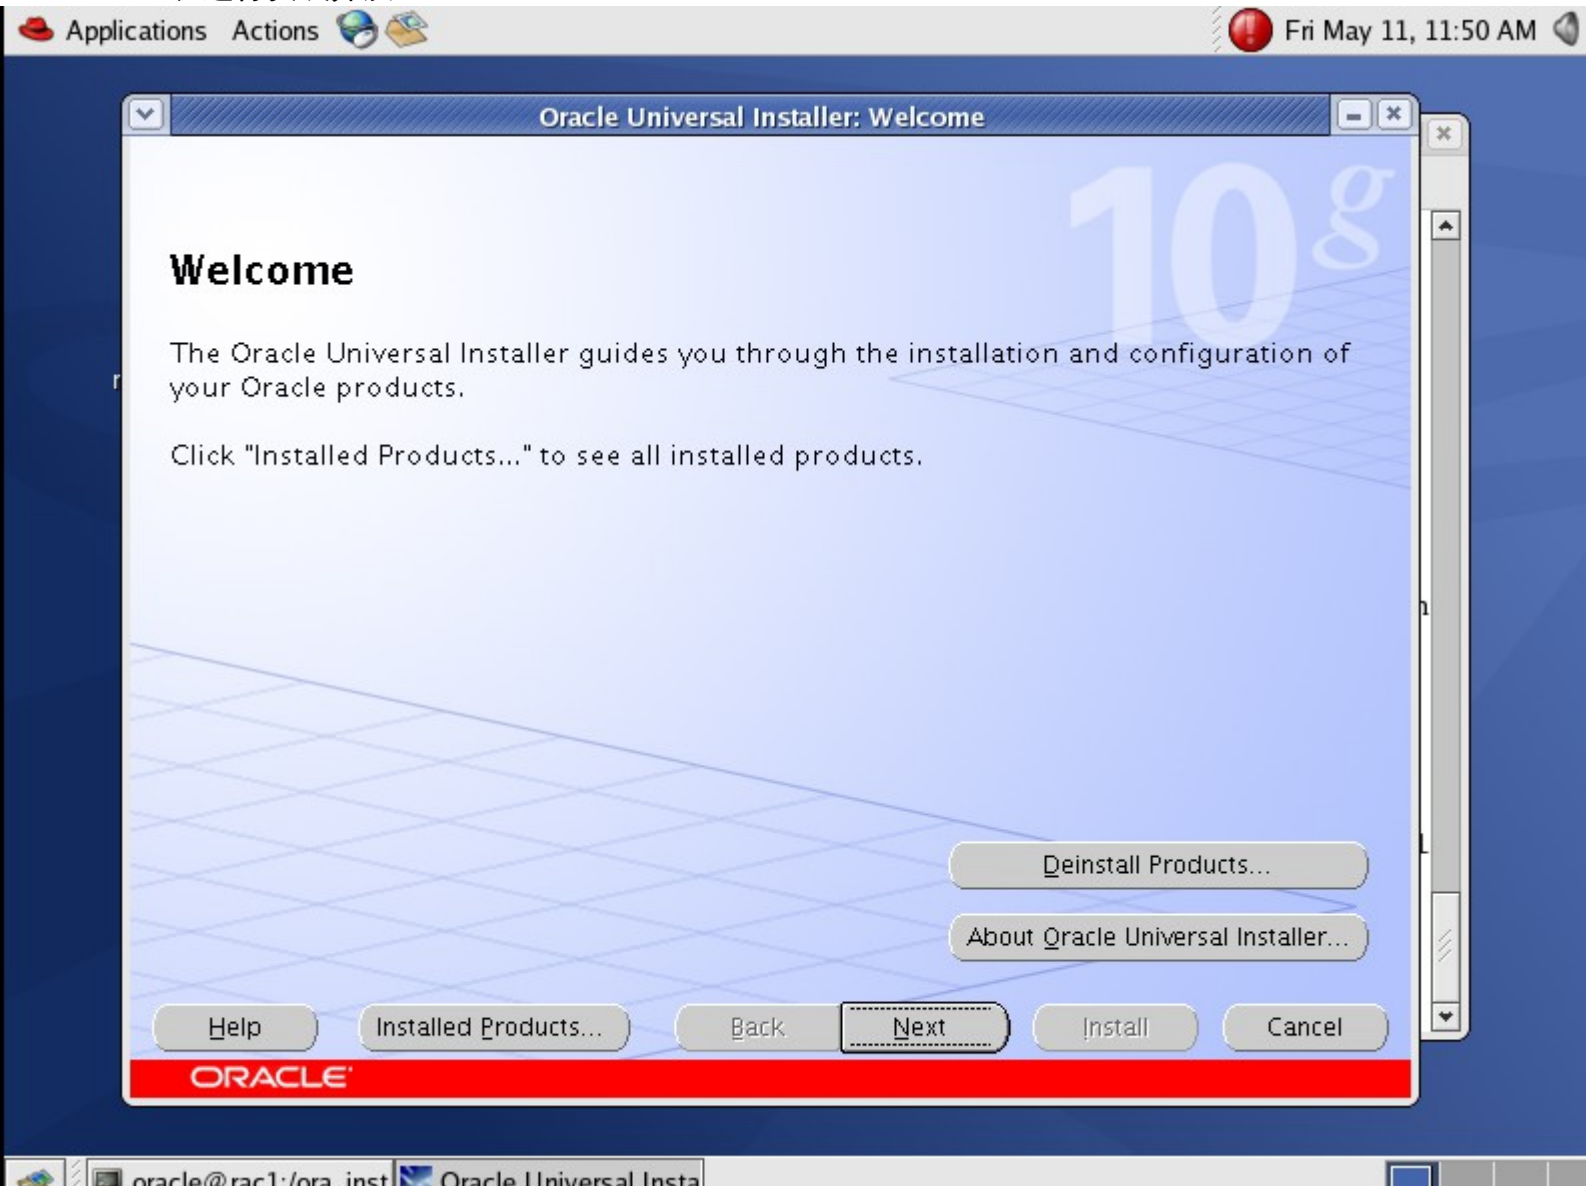 Applications Actions Fri May 11, 11:50 AM
Oracle Universal Installer: Welcome
10g
Welcome
The Oracle Universal Installer guides you through the installation and configuration of
your Oracle products.
Click "Installed Products..." to see all installed products.
Deinstall Products...
About Oracle Universal Installer...
Help Installed Products... Back Next Install Cancel
ORACLE
oracle@rac1:/ora_inst Oracle Universal Insta